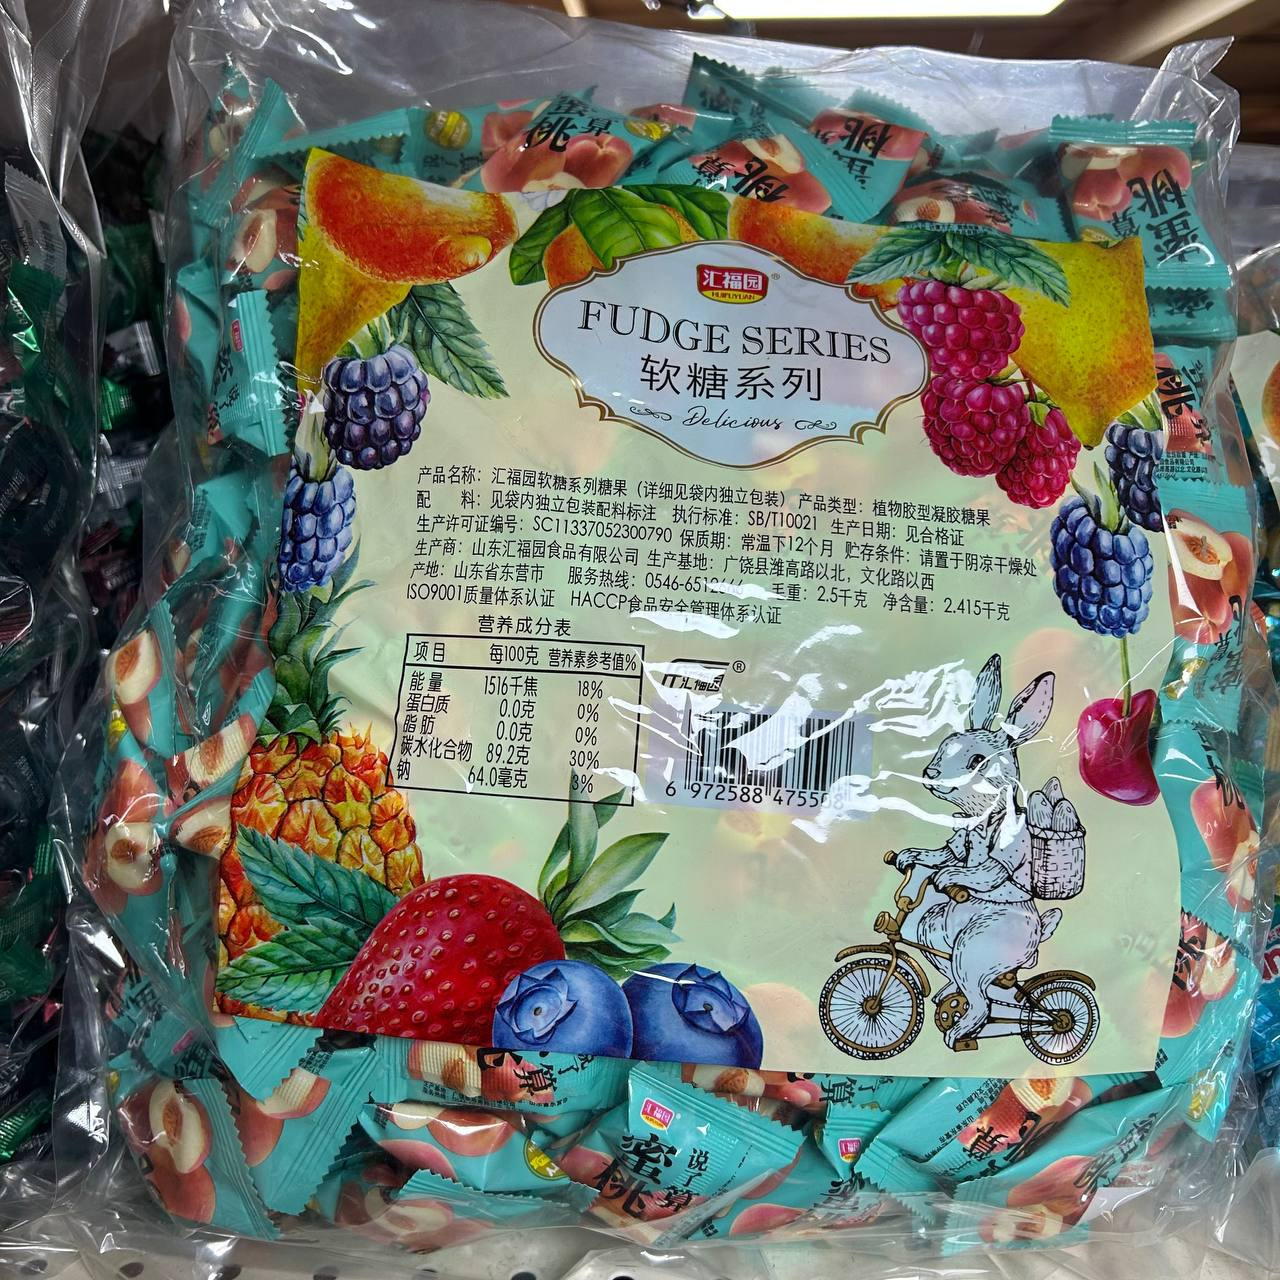 汇福园®
HUIFUYUAN
FUDGE SERIES
软糖系列
Delicious
产品名称：汇福园软糖系列糖果（详细见袋内独立包装） 产品类型：植物胶型凝胶糖果
配 料：见袋内独立包装配料标注 执行标准：SB/T10021 生产日期：见合格证
生产许可证编号：SC11337052300790 保质期：常温下12个月 贮存条件：请置于阴凉干燥处
生产商：山东汇福园食品有限公司 生产基地：广饶县潍高路以北，文化路以西
产地：山东省东营市 服务热线：0546- 毛重：2.5千克 净含量：2.415千克
ISO9001质量体系认证 HACCP食品安全管理体系认证
营养成分表
项目 每100克 营养素参考值%
能量 1516千焦 18%
蛋白质 0.0克 0%
脂肪 0.0克 0%
碳水化合物 89.2克 30%
钠 64.0毫克 3%
汇福园®
6 972588 475508
蜜桃
算
桃
算
蜜桃
算
汇福园
蜜桃
说了算